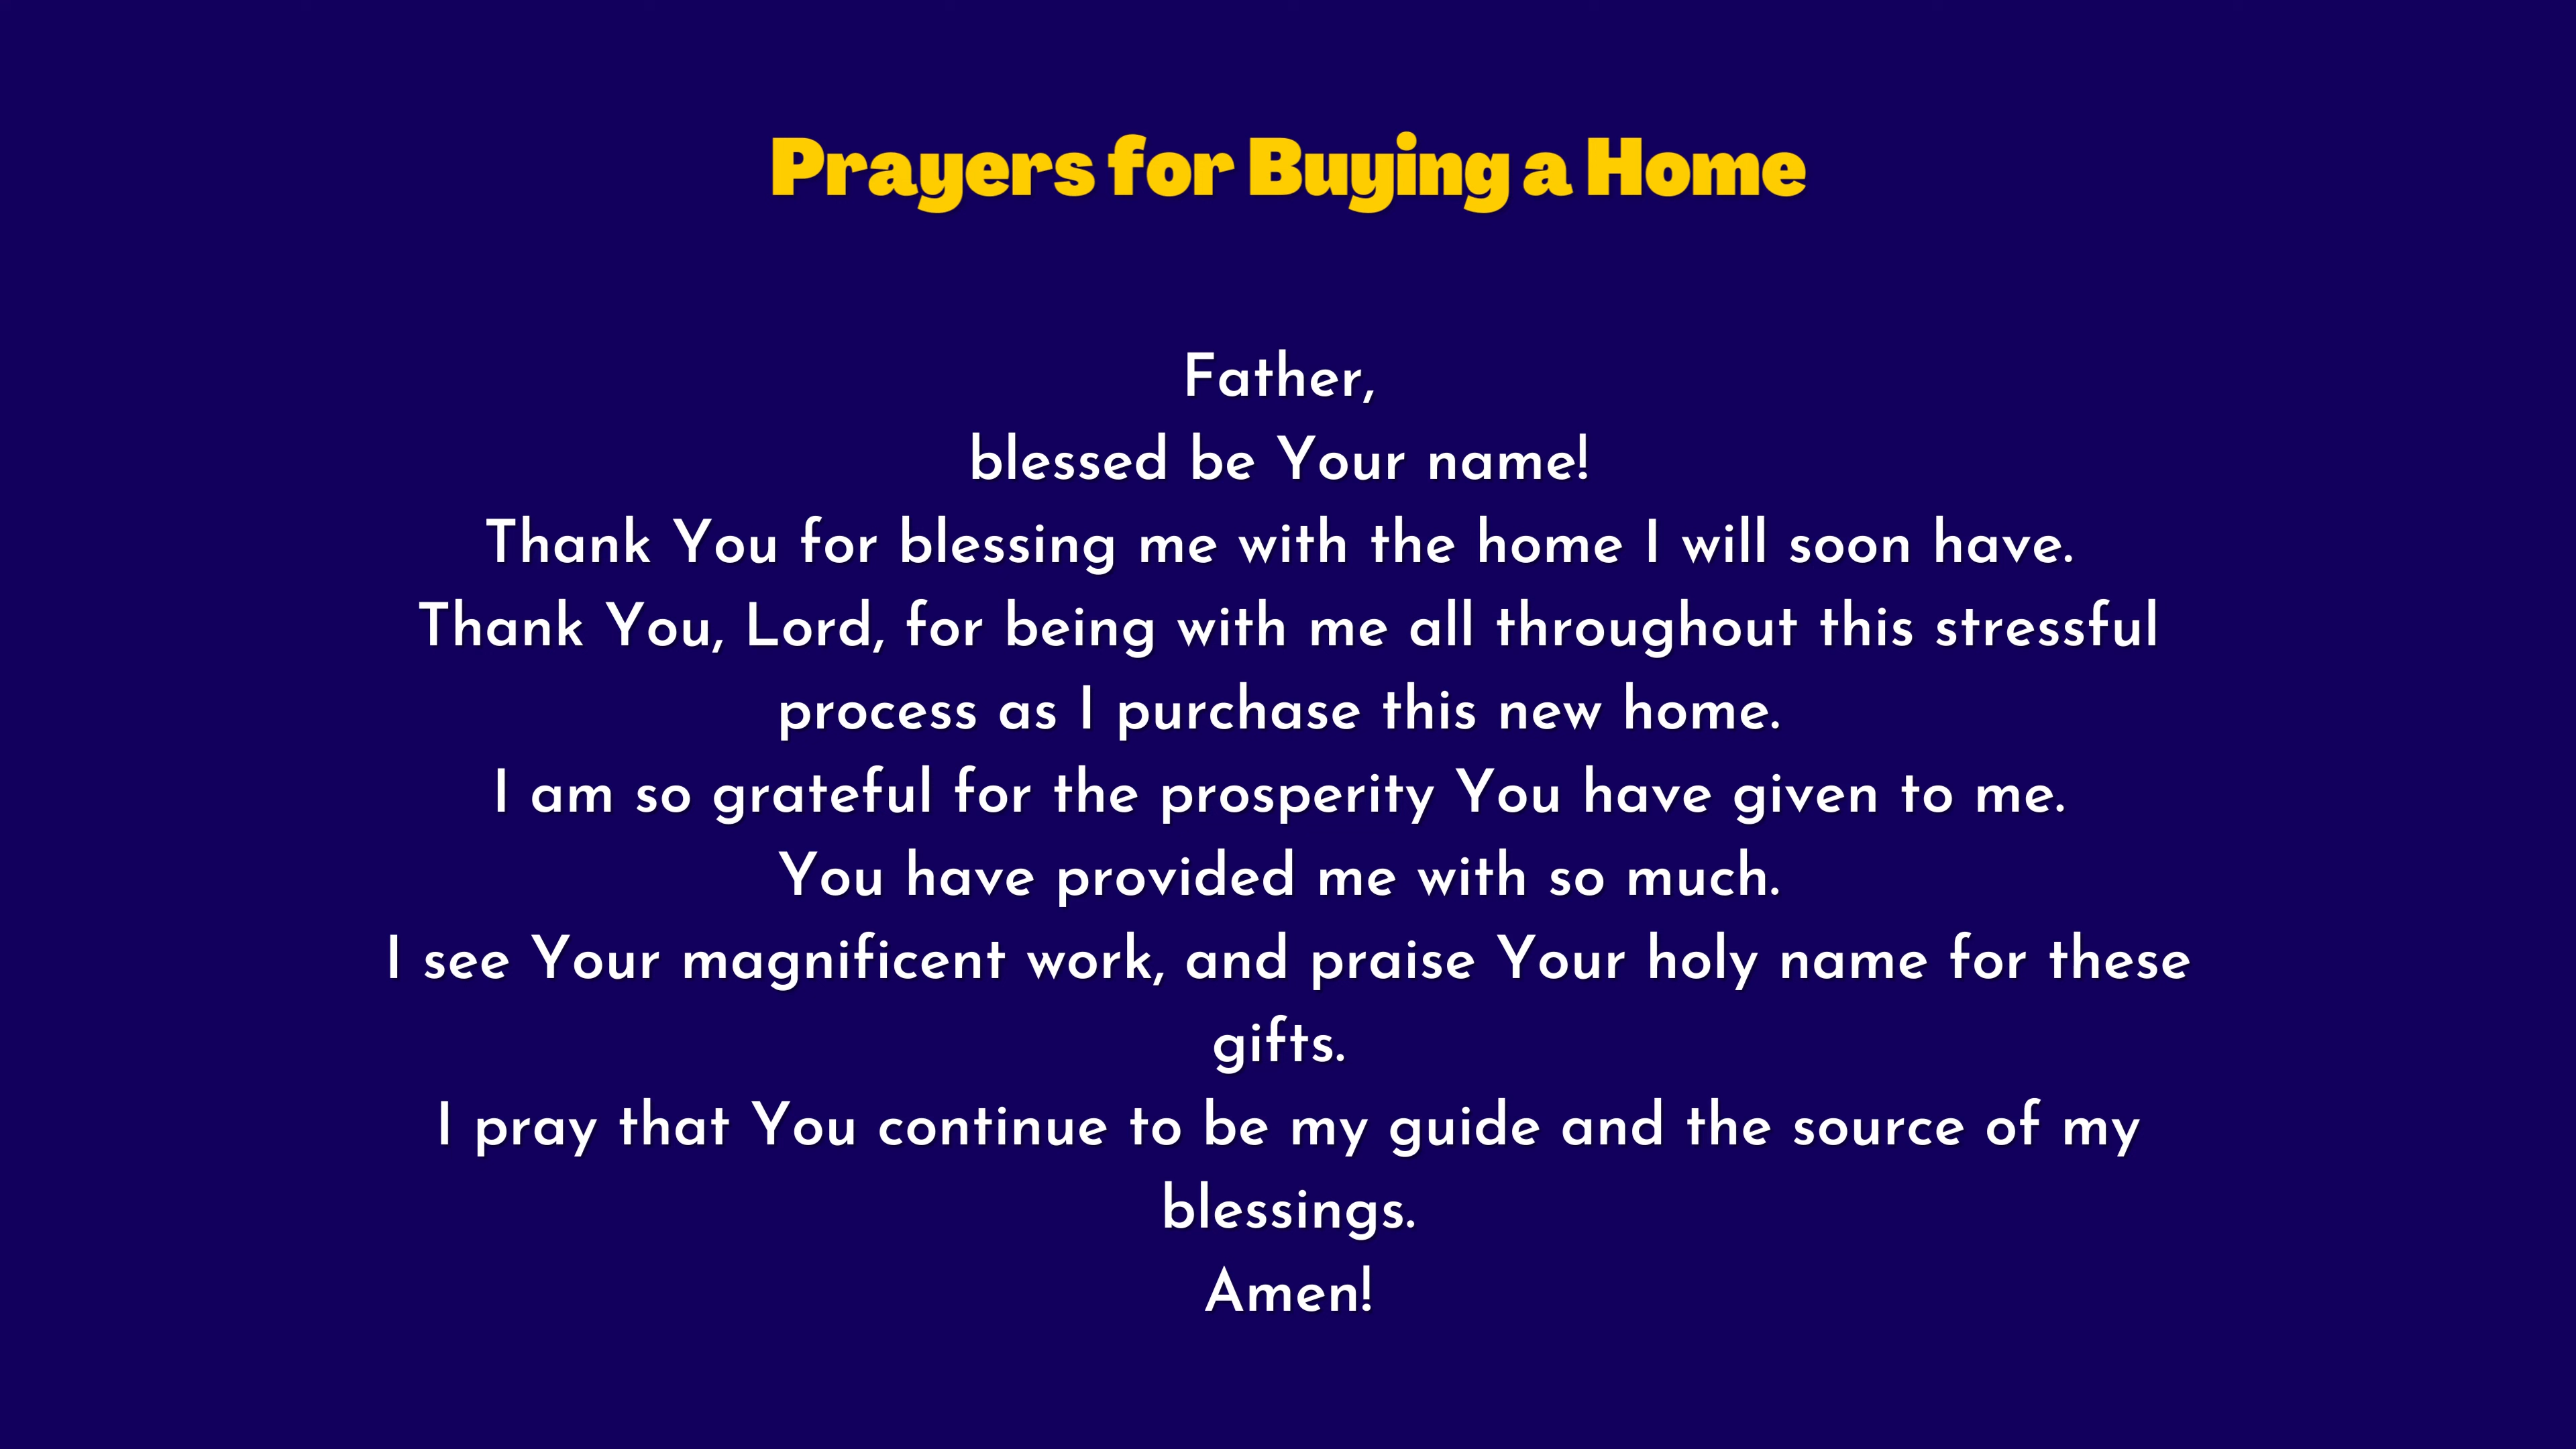 Prayers for Buying a Home
Father,
blessed be Your name!
Thank You for blessing me with the home I will soon have.
Thank You, Lord, for being with me all throughout this stressful
process as I purchase this new home.
I am so grateful for the prosperity You have given to me.
You have provided me with so much.
I see Your magnificent work, and praise Your holy name for these
gifts.
I pray that You continue to be my guide and the source of my
blessings.
Amen!